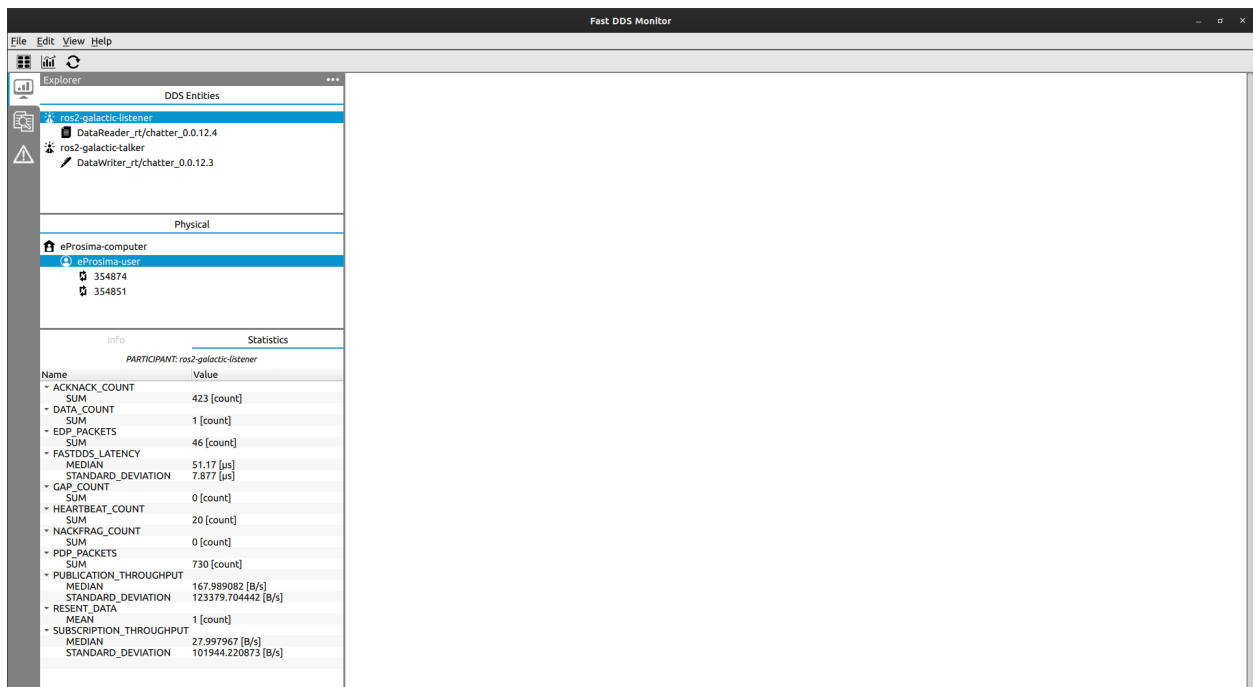 Fast DDS Monitor
File Edit View Help
Explorer
DDS Entities
ros2-galactic-listener
DataReader_rt/chatter_0.0.12.4
ros2-galactic-talker
DataWriter_rt/chatter_0.0.12.3
Physical
eProsima-computer
eProsima-user
354874
354851
Info Statistics
PARTICIPANT: ros2-galactic-listener
Name Value
ACKNACK_COUNT
SUM 423 [count]
DATA_COUNT
SUM 1 [count]
EDP_PACKETS
SUM 46 [count]
FASTDDS_LATENCY
MEDIAN 51.17 [μs]
STANDARD_DEVIATION 7.877 [μs]
GAP_COUNT
SUM 0 [count]
HEARTBEAT_COUNT
SUM 20 [count]
NACKFRAG_COUNT
SUM 0 [count]
PDP_PACKETS
SUM 730 [count]
PUBLICATION_THROUGHPUT
MEDIAN 167.989082 [B/s]
STANDARD_DEVIATION 123379.704442 [B/s]
RESENT_DATA
MEAN 1 [count]
SUBSCRIPTION_THROUGHPUT
MEDIAN 27.997967 [B/s]
STANDARD_DEVIATION 101944.220873 [B/s]